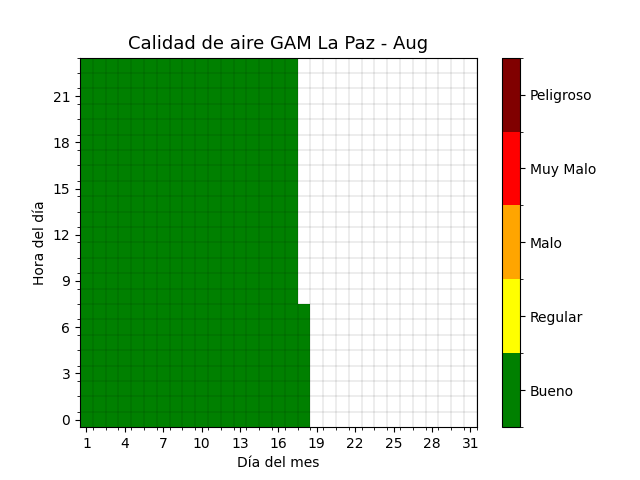 Calidad de aire GAM La Paz - Aug
Hora del día
21
18
15
12
9
6
3
0
1 4 7 10 13 16 19 22 25 28 31
Día del mes
Peligroso
Muy Malo
Malo
Regular
Bueno